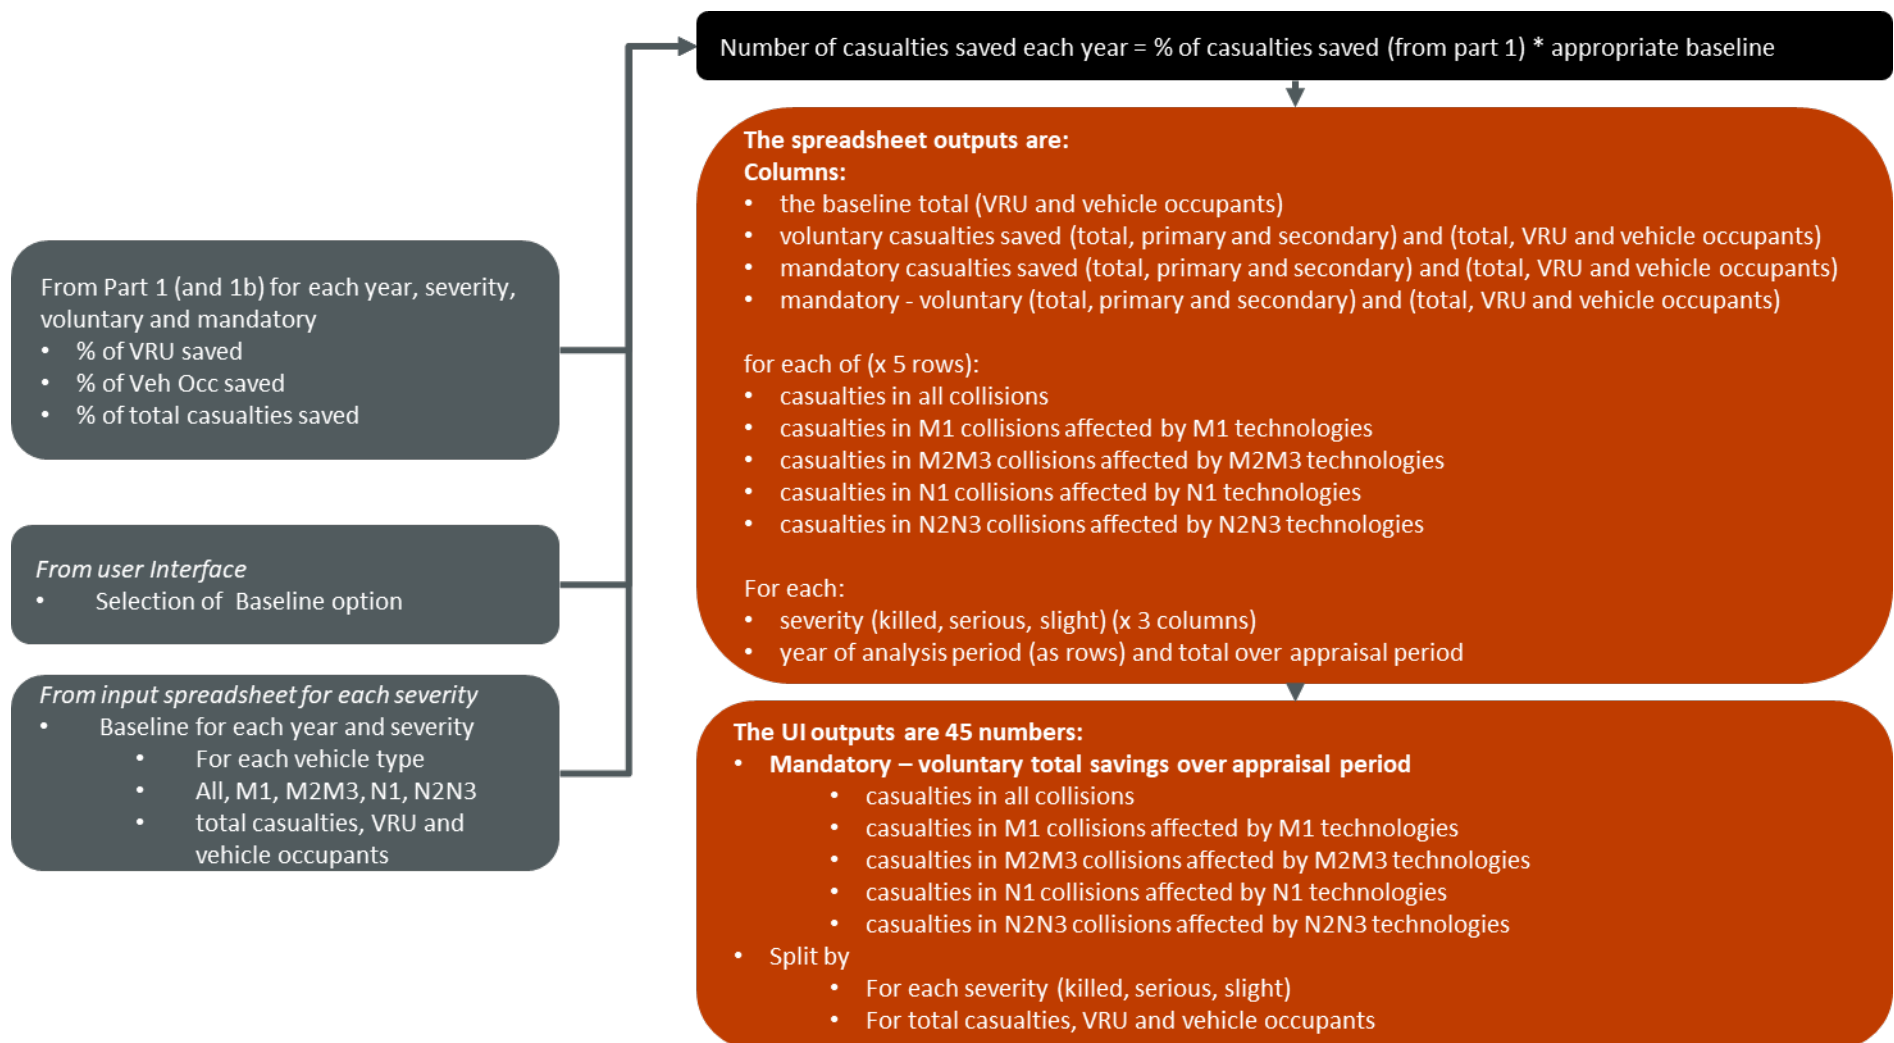 Number of casualties saved each year = % of casualties saved (from part 1) * appropriate baseline
The spreadsheet outputs are:
Columns:
• the baseline total (VRU and vehicle occupants)
• voluntary casualties saved (total, primary and secondary) and (total, VRU and vehicle occupants)
• mandatory casualties saved (total, primary and secondary) and (total, VRU and vehicle occupants)
• mandatory - voluntary (total, primary and secondary) and (total, VRU and vehicle occupants)
for each of (x 5 rows):
• casualties in all collisions
• casualties in M1 collisions affected by M1 technologies
• casualties in M2M3 collisions affected by M2M3 technologies
• casualties in N1 collisions affected by N1 technologies
• casualties in N2N3 collisions affected by N2N3 technologies
For each:
• severity (killed, serious, slight) (x 3 columns)
• year of analysis period (as rows) and total over appraisal period
From Part 1 (and 1b) for each year, severity,
voluntary and mandatory
• % of VRU saved
• % of Veh Occ saved
• % of total casualties saved
From user Interface
• Selection of Baseline option
From input spreadsheet for each severity
• Baseline for each year and severity
• For each vehicle type
• All, M1, M2M3, N1, N2N3
• total casualties, VRU and
vehicle occupants
The UI outputs are 45 numbers:
• Mandatory – voluntary total savings over appraisal period
• casualties in all collisions
• casualties in M1 collisions affected by M1 technologies
• casualties in M2M3 collisions affected by M2M3 technologies
• casualties in N1 collisions affected by N1 technologies
• casualties in N2N3 collisions affected by N2N3 technologies
• Split by
• For each severity (killed, serious, slight)
• For total casualties, VRU and vehicle occupants